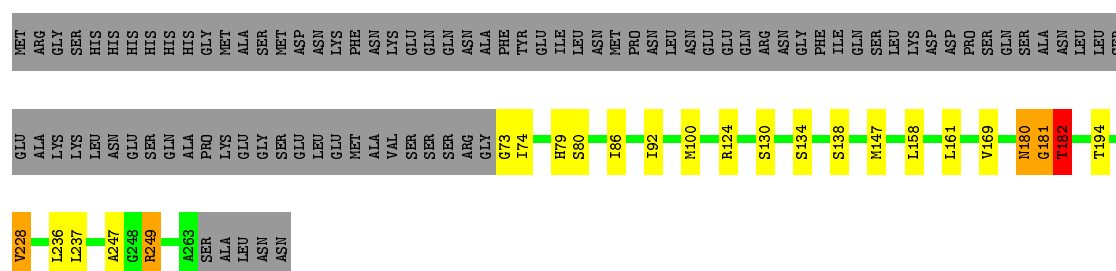 MET ARG GLY SER HIS HIS HIS HIS HIS HIS GLY MET ALA SER MET ASP ASN LYS PHE ASN LYS GLU GLN GLN ASN ALA PHE TYR GLU ILE LEU ASN MET PRO ASN LEU ASN GLU GLU GLN ARG ASN GLY PHE ILE GLN SER LEU LYS ASP ASP PRO SER GLN SER ALA ASN LEU LEU SER
GLU ALA LYS LYS LEU ASN GLU SER GLN ALA PRO LYS GLU GLY SER GLU LEU GLU MET ALA VAL SER SER SER ARG GLY G73 I74 H79 S80 I86 I92 M100 R124 S130 S134 S138 M147 L158 L161 V169 N180 G181 T182 T194
V228 L236 L237 A247 G248 R249 A263 SER ALA LEU ASN ASN